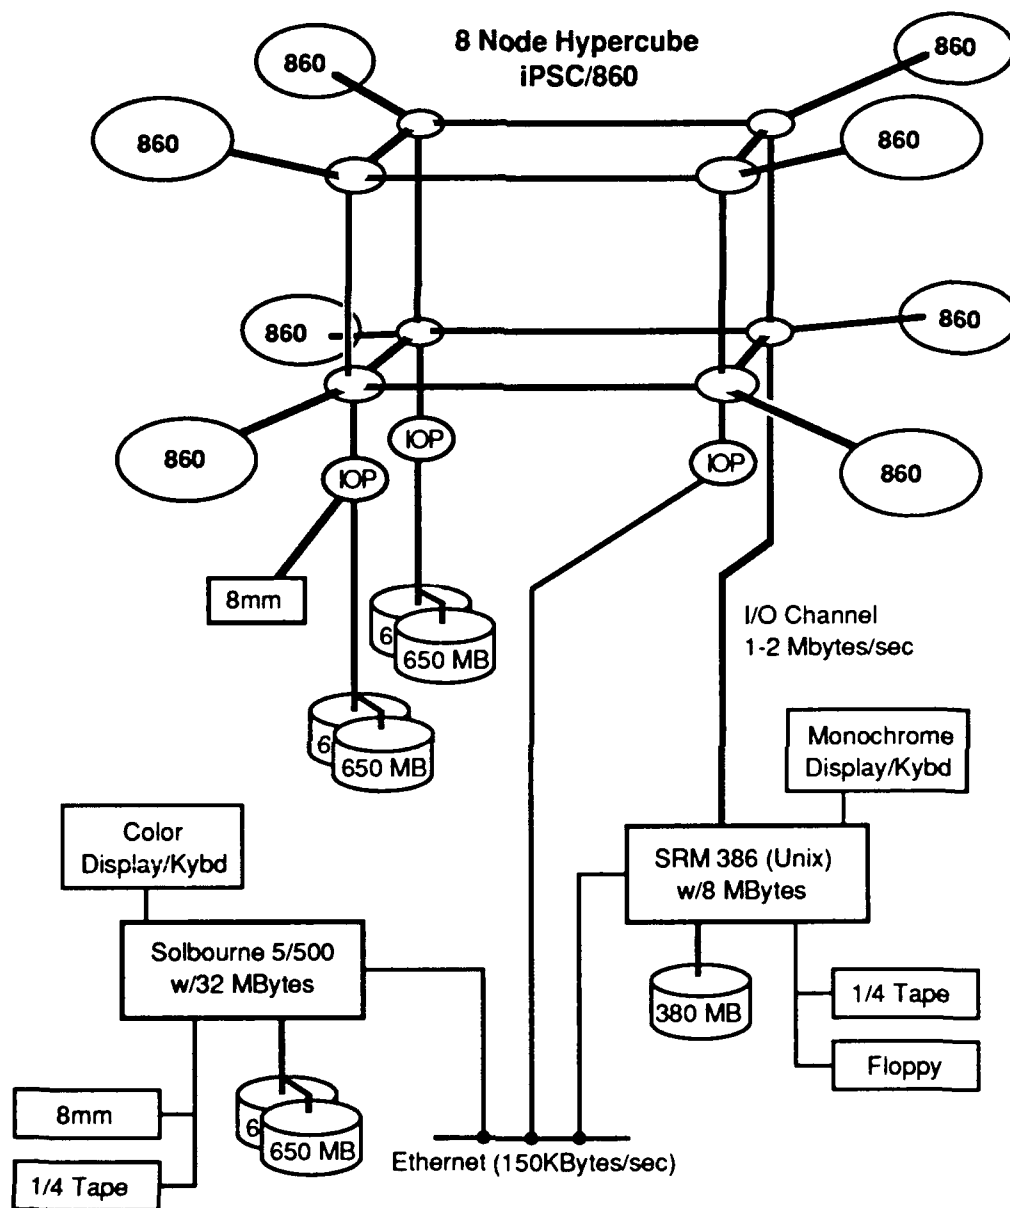 8 Node Hypercube
iPSC/860
860
860
860
860
860
860
860
860
IOP
IOP
IOP
8mm
6
650 MB
6
650 MB
I/O Channel
1-2 Mbytes/sec
Monochrome
Display/Kybd
Color
Display/Kybd
SRM 386 (Unix)
w/8 MBytes
Solbourne 5/500
w/32 MBytes
380 MB
1/4 Tape
Floppy
8mm
6
650 MB
1/4 Tape
Ethernet (150KBytes/sec)